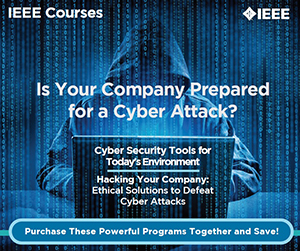 IEEE Courses
IEEE
Is Your Company Prepared
for a Cyber Attack?
Cyber Security Tools for
Today's Environment
Hacking Your Company:
Ethical Solutions to Defeat
Cyber Attacks
Purchase These Powerful Programs Together and Save!